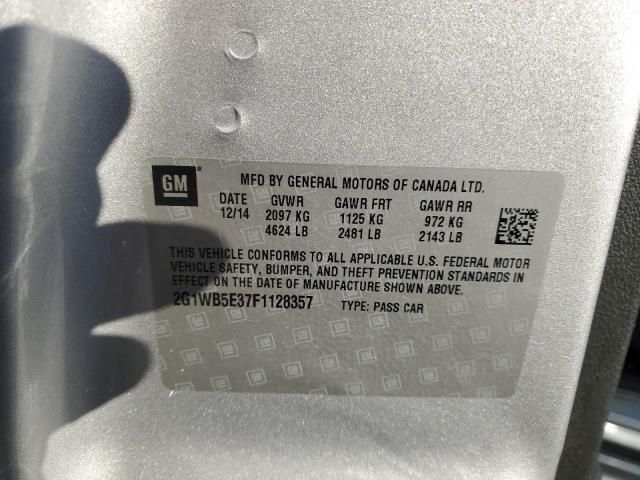 GM
MFD BY GENERAL MOTORS OF CANADA LTD.
DATE GVWR GAWR FRT GAWR RR
12/14 2097 KG 1125 KG 972 KG
4624 LB 2481 LB 2143 LB
THIS VEHICLE CONFORMS TO ALL APPLICABLE U.S. FEDERAL MOTOR
VEHICLE SAFETY, BUMPER, AND THEFT PREVENTION STANDARDS IN
EFFECT ON THE DATE OF MANUFACTURE SHOWN ABOVE.
2G1WB5E37F1128357 TYPE: PASS CAR